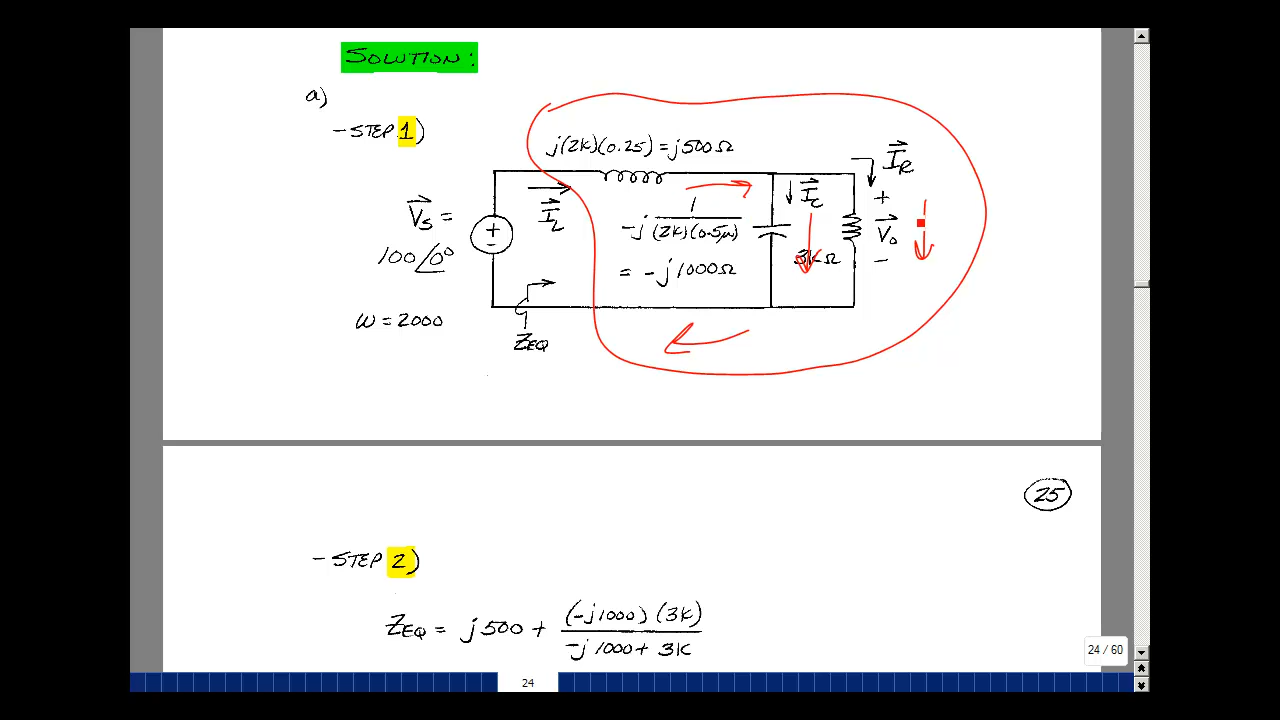 SOLUTION:
a)
- STEP 1)
j(2k)(0.25) = j500Ω
I_R
V_S =
100 /0°
I_L
I_C
-j 1/((2k)(0.5μ))
= -j1000Ω
3kΩ
+
V_o
-
+
-
ω = 2000
Z_EQ
25
- STEP 2)
Z_EQ = j500 + (-j1000)(3k)/(-j1000 + 3k)
24 / 60
24